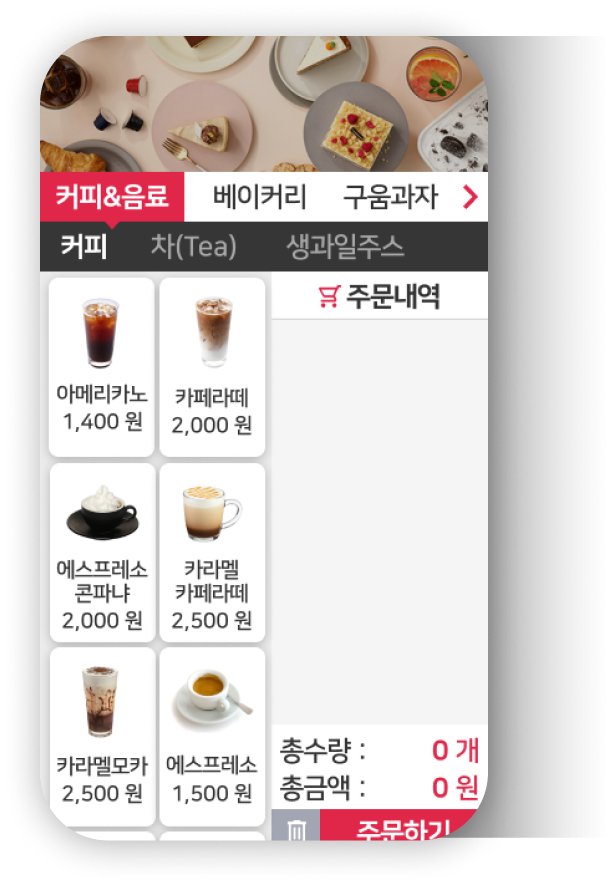 커피&음료 베이커리 구움과자
커피 차(Tea) 생과일주스
주문내역
아메리카노
1,400 원
카페라떼
2,000 원
에스프레소
콘파냐
2,000 원
카라멜
카페라떼
2,500 원
카라멜모카
2,500 원
에스프레소
1,500 원
총수량 : 0 개
총금액 : 0 원
주문하기